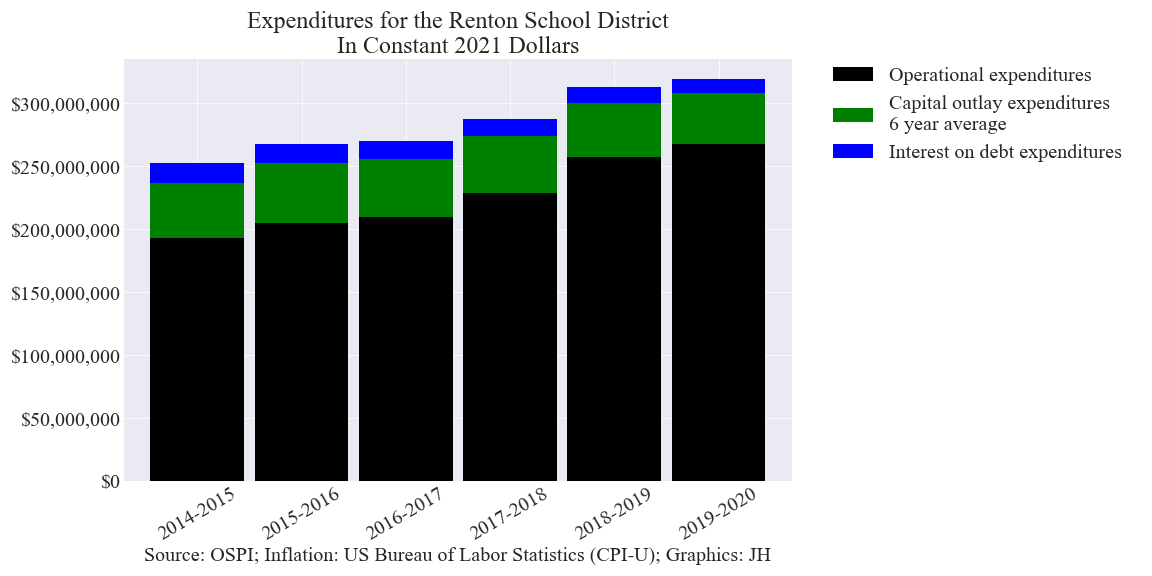 Expenditures for the Renton School District
In Constant 2021 Dollars
Operational expenditures
Capital outlay expenditures
6 year average
Interest on debt expenditures
$300,000,000
$250,000,000
$200,000,000
$150,000,000
$100,000,000
$50,000,000
$0
2014-2015
2015-2016
2016-2017
2017-2018
2018-2019
2019-2020
Source: OSPI; Inflation: US Bureau of Labor Statistics (CPI-U); Graphics: JH